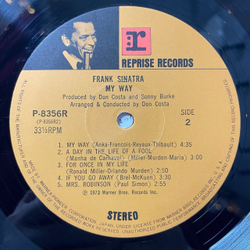 REPRISE RECORDS
FRANK SINATRA
MY WAY
Produced by Don Costa and Sonny Burke
Arranged & Conducted by Don Costa
P-8356R
(P-8006R2)
33⅓RPM
SIDE
2
1. MY WAY (Anka-Francois-Revaux-Thibault) 4:35
2. A DAY IN THE LIFE OF A FOOL
(Manha de Carnaval) (Miller-Murden-Maria) 3:00
3. FOR ONCE IN MY LIFE
(Ronald Miller-Orlando Murden) 2:50
4. IF YOU GO AWAY (Brel-McKuen) 3:30
5. MRS. ROBINSON (Paul Simon) 2:55
℗ 1973 Warner Bros. Records Inc.
STEREO